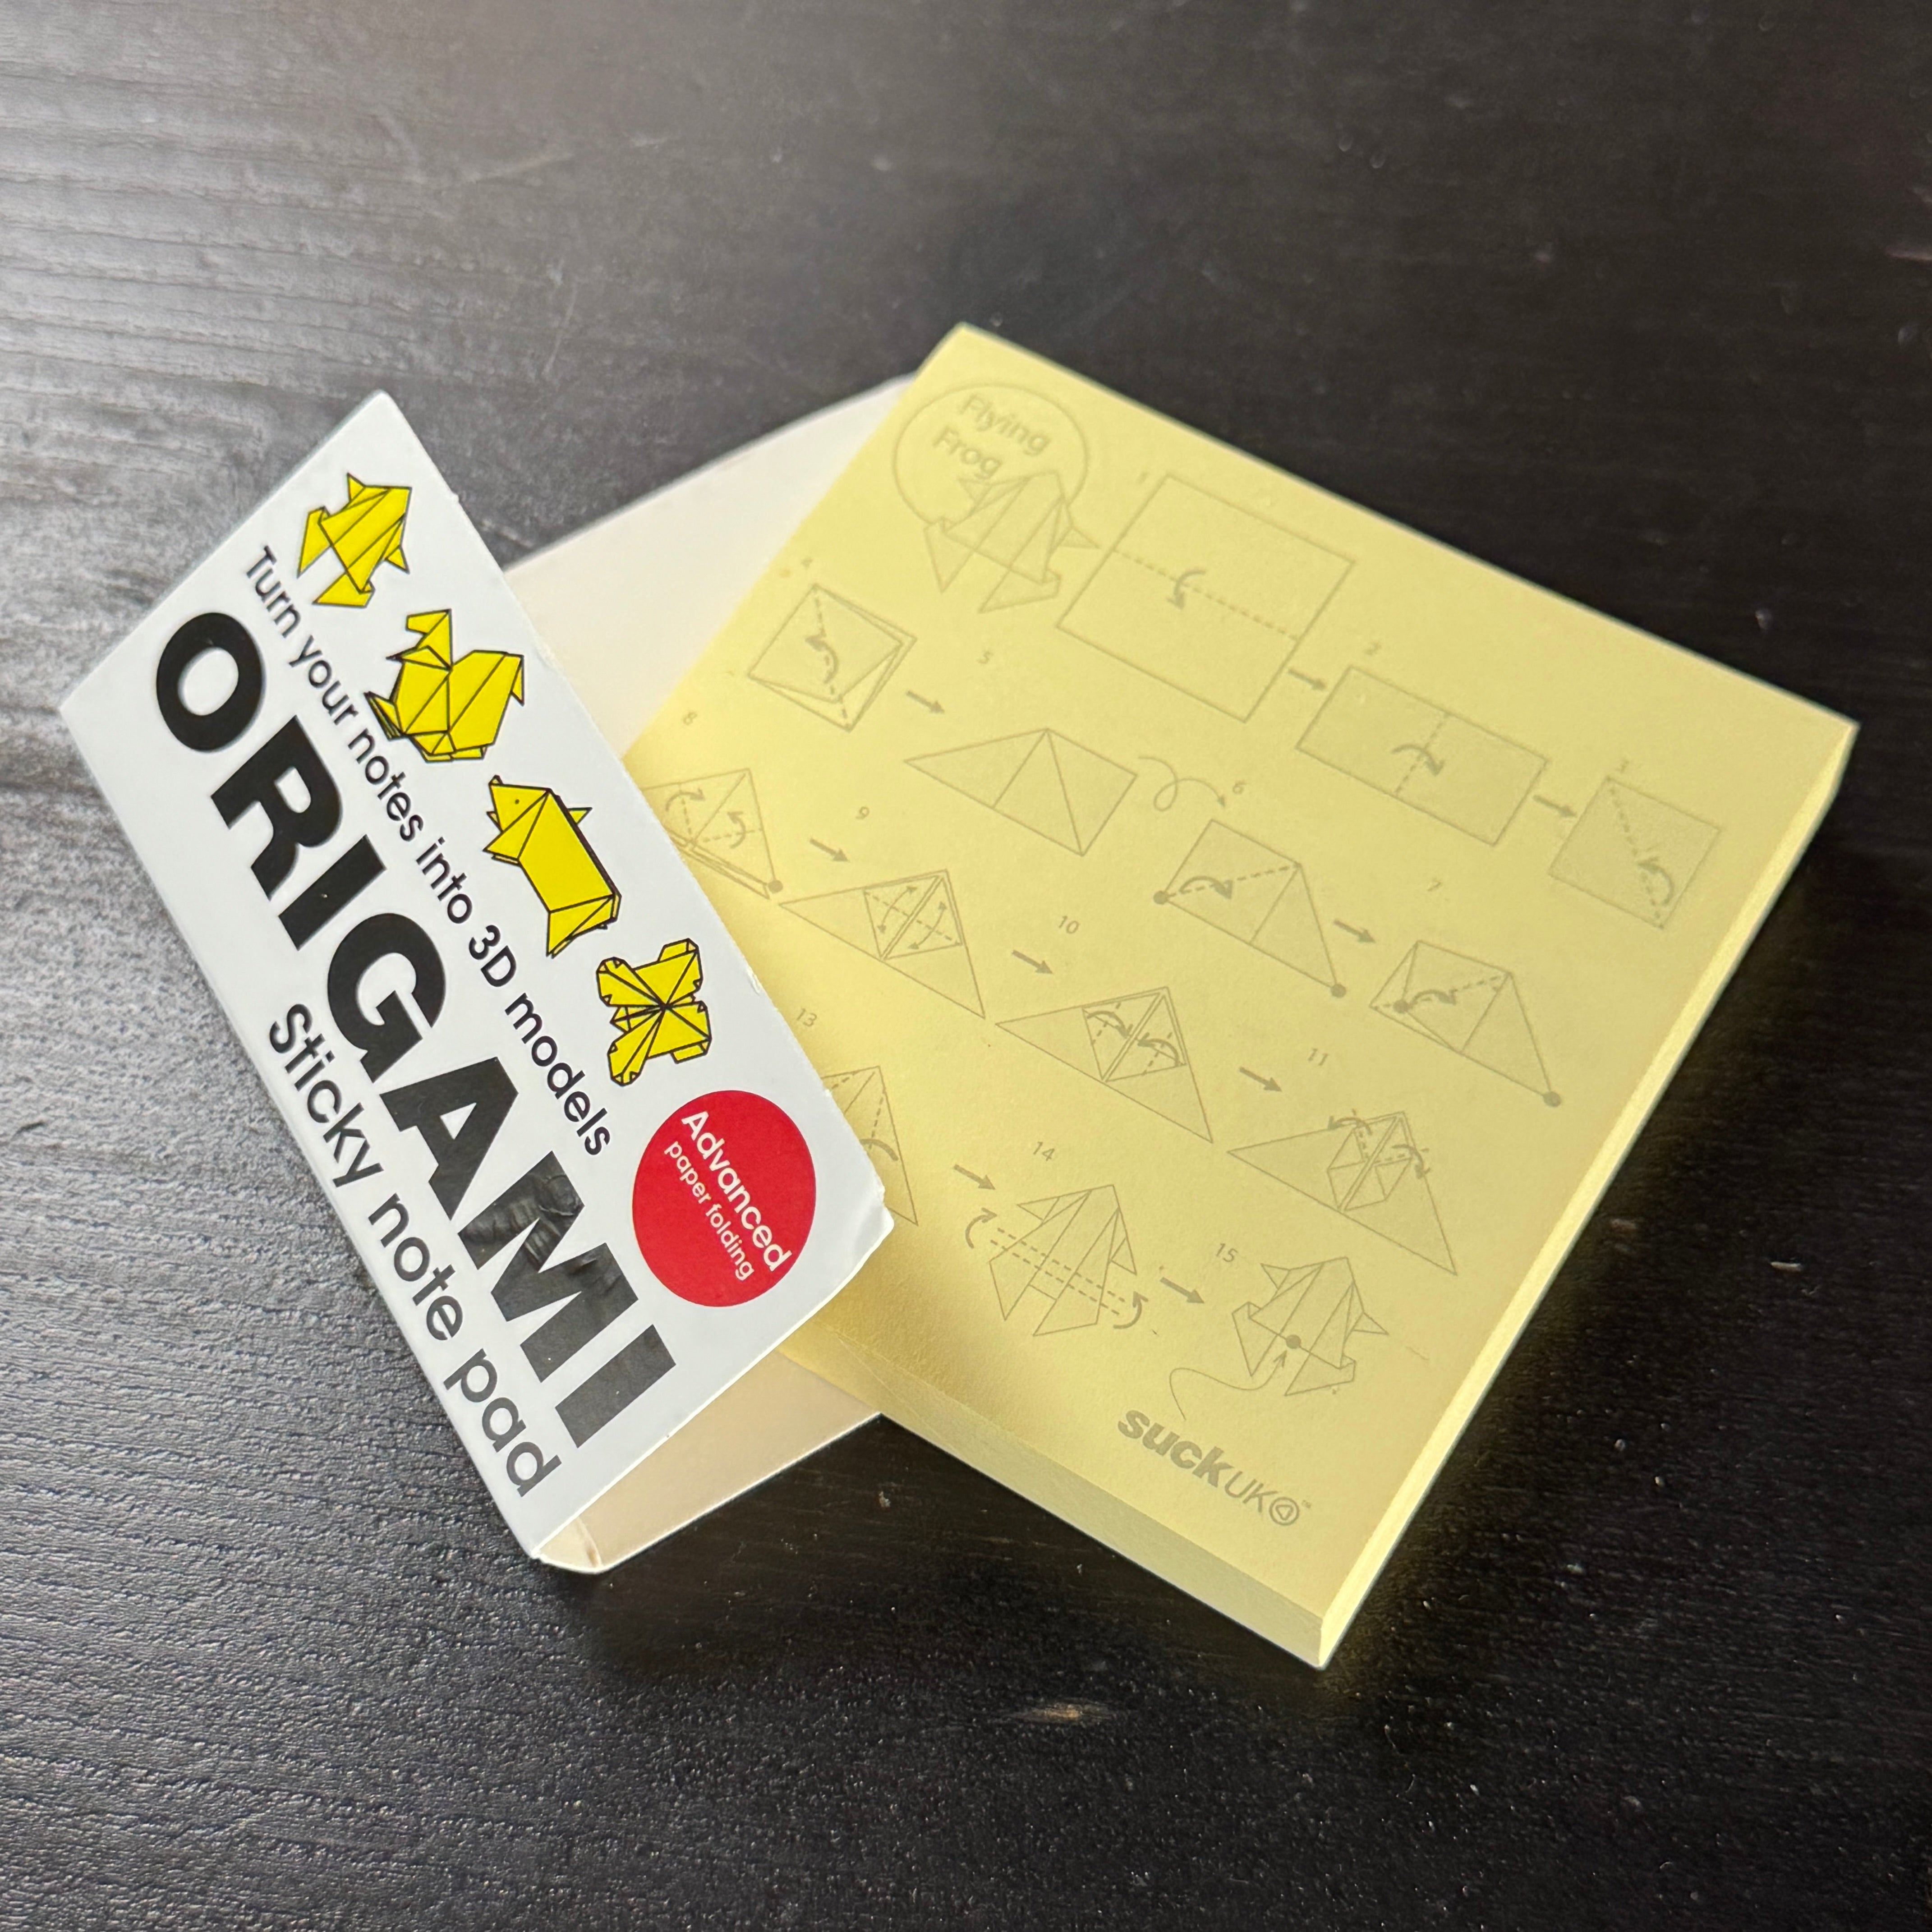 Turn your notes into 3D models
ORIGAMI
Sticky note pad
Advanced
paper folding
Flying
Frog
1
2
3
4
5
6
7
8
9
10
11
13
14
15
suckUK™